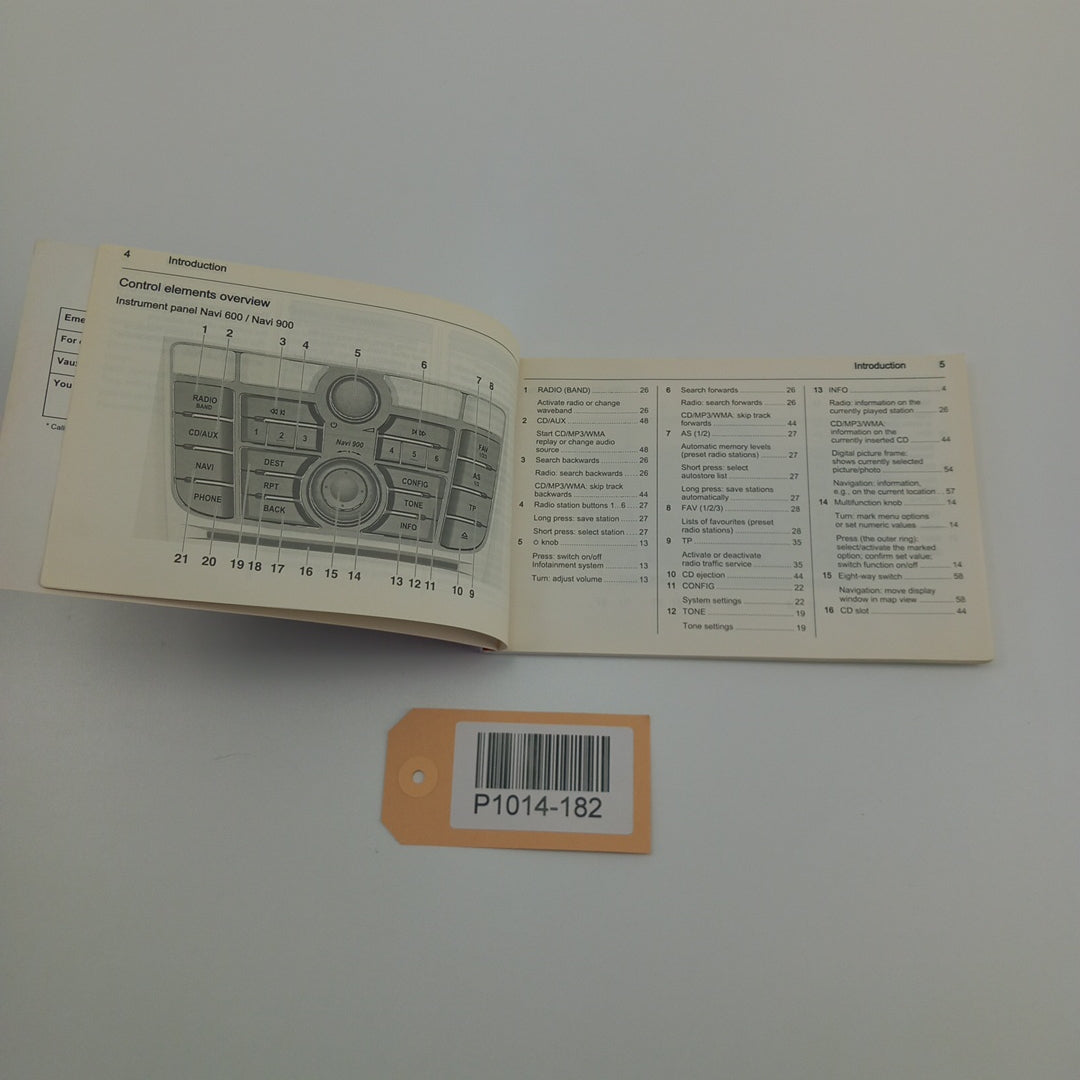 Eme
For
Vau
You
* Call
4 Introduction
Control elements overview
Instrument panel Navi 600 / Navi 900
1 2 3 4 5 6 7 8
RADIO
BAND
CD/AUX
NAVI
PHONE
1 2 3
Navi 900
4 5 6
DEST
RPT
BACK
CONFIG
TONE
INFO
FAV
AS
TP
21 20 19 18 17 16 15 14 13 12 11 10 9
Introduction 5
1 RADIO (BAND) 26
Activate radio or change
waveband 26
2 CD/AUX 48
Start CD/MP3/WMA
replay or change audio
source 48
3 Search backwards 26
Radio: search backwards 26
CD/MP3/WMA: skip track
backwards 44
4 Radio station buttons 1...6 27
Long press: save station 27
Short press: select station 27
5 knob 13
Press: switch on/off
Infotainment system 13
Turn: adjust volume 13
6 Search forwards 26
Radio: search forwards 26
CD/MP3/WMA: skip track
forwards 44
7 AS (1/2) 27
Automatic memory levels
(preset radio stations) 27
Short press: select
autostore list 27
Long press: save stations
automatically 27
8 FAV (1/2/3) 28
Lists of favourites (preset
radio stations) 28
9 TP 35
Activate or deactivate
radio traffic service 35
10 CD ejection 44
11 CONFIG 22
System settings 22
12 TONE 19
Tone settings 19
13 INFO 4
Radio: information on the
currently played station 26
CD/MP3/WMA:
information on the
currently inserted CD 44
Digital picture frame:
shows currently selected
picture/photo 54
Navigation: information,
e.g., on the current location 57
14 Multifunction knob 14
Turn: mark menu options
or set numeric values 14
Press (the outer ring):
select/activate the marked
option; confirm set value;
switch function on/off 14
15 Eight-way switch 58
Navigation: move display
window in map view 58
16 CD slot 44
P1014-182